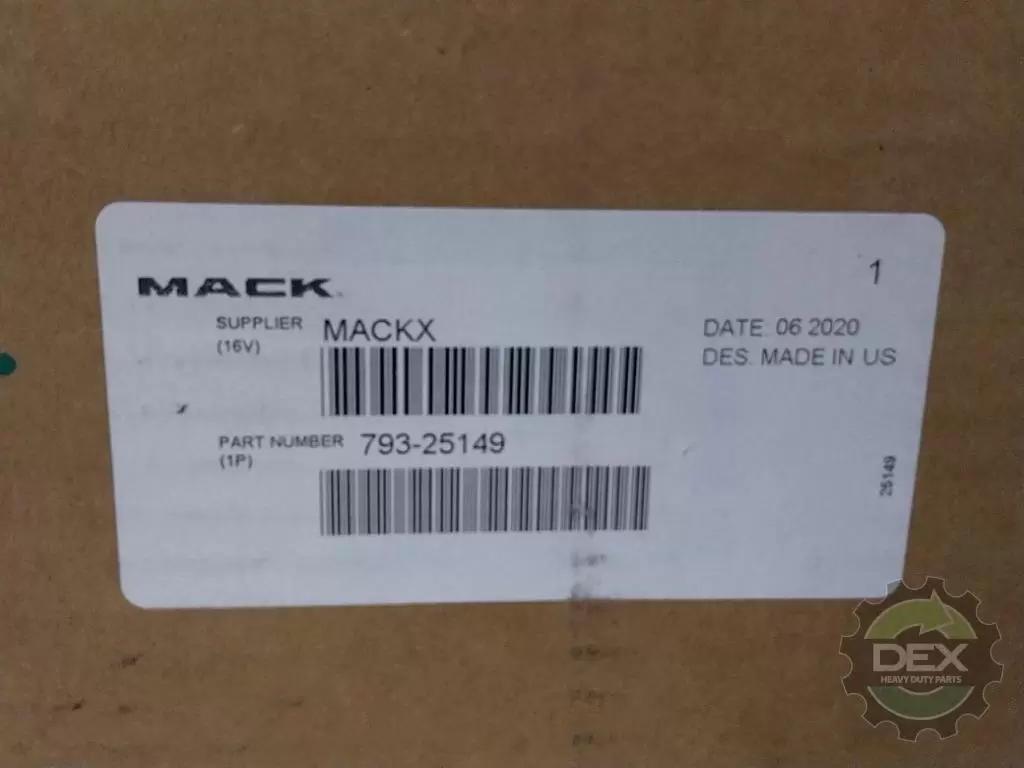 MACK
1
SUPPLIER MACKX
(16V)
DATE. 06 2020
DES. MADE IN US
PART NUMBER 793-25149
(1P)
25149
DEX
HEAVY DUTY PARTS